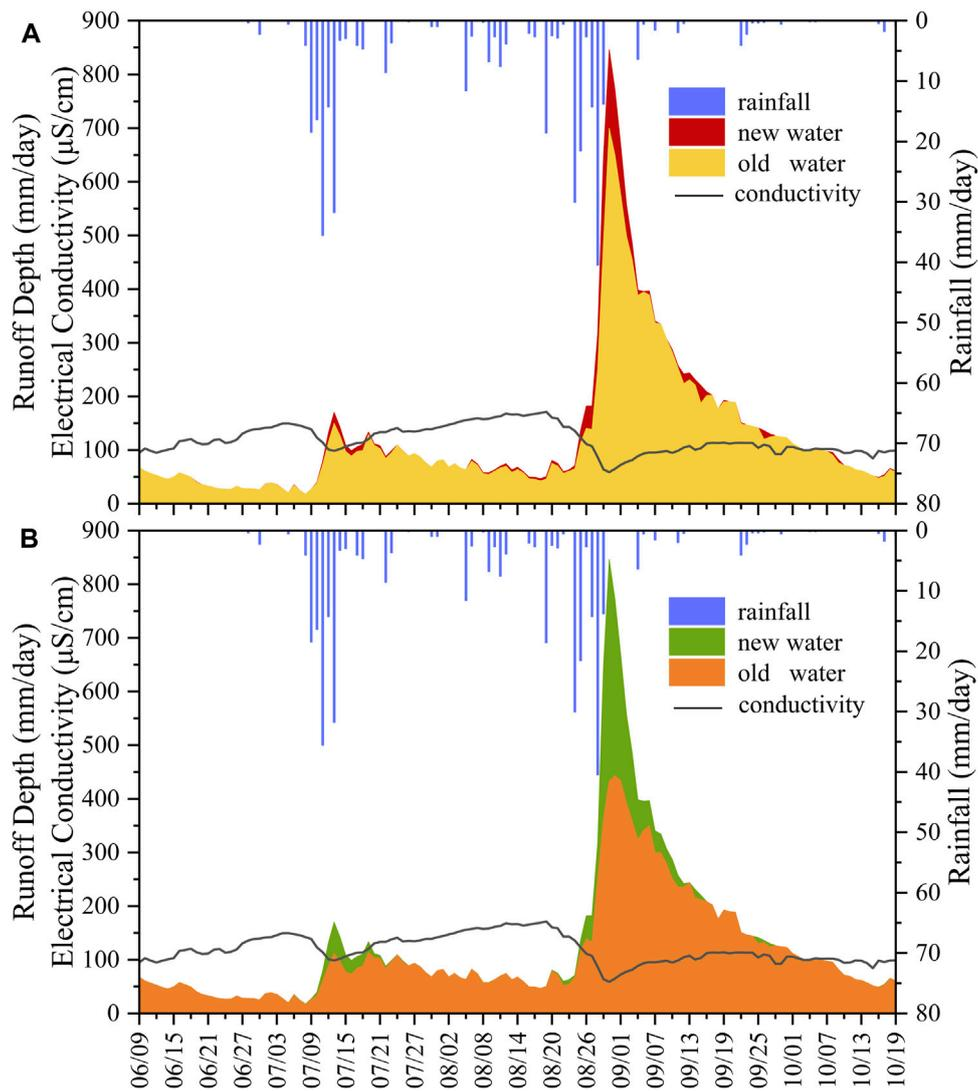 A
Runoff Depth (mm/day)
Electrical Conductivity (μS/cm)
900
800
700
600
500
400
300
200
100
0
rainfall
new water
old water
conductivity
0
10
20
30
40
50
60
70
80
Rainfall (mm/day)
B
Runoff Depth (mm/day)
Electrical Conductivity (μS/cm)
900
800
700
600
500
400
300
200
100
0
rainfall
new water
old water
conductivity
0
10
20
30
40
50
60
70
80
Rainfall (mm/day)
06/09 06/15 06/21 06/27 07/03 07/09 07/15 07/21 07/27 08/02 08/08 08/14 08/20 08/26 09/01 09/07 09/13 09/19 09/25 10/01 10/07 10/13 10/19